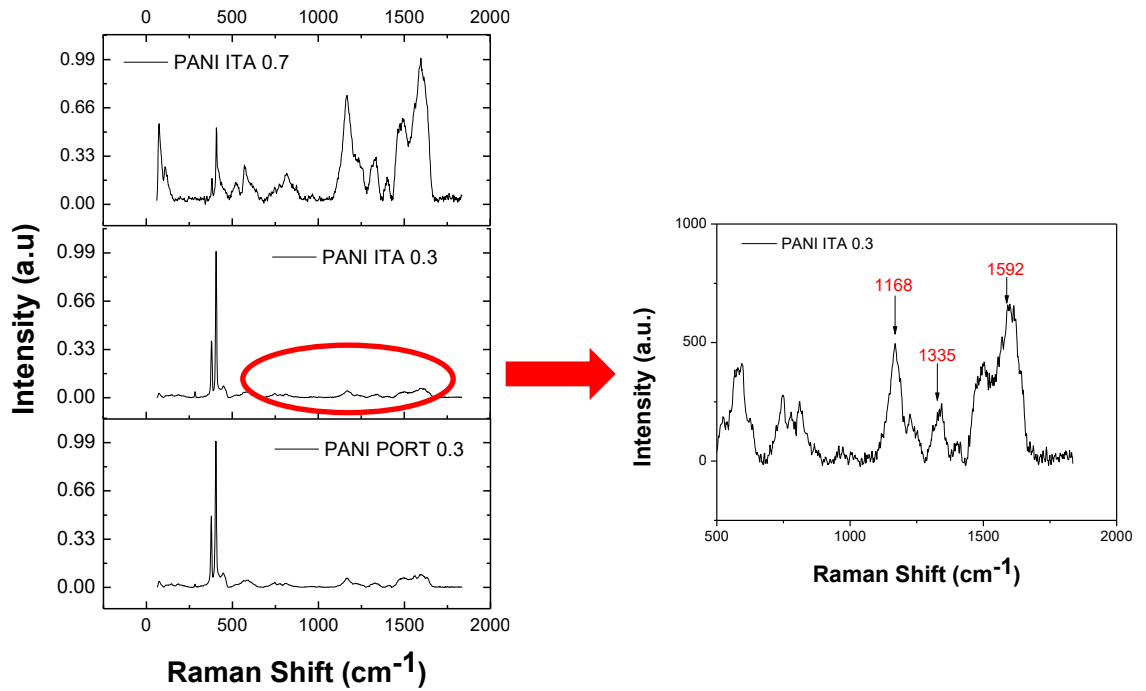 0 500 1000 1500 2000
PANI ITA 0.7
0.99
0.66
0.33
0.00
PANI ITA 0.3
0.99
0.66
0.33
0.00
PANI PORT 0.3
0.99
0.66
0.33
0.00
0 500 1000 1500 2000
Intensity (a.u)
Raman Shift (cm⁻¹)
1000
500
0
PANI ITA 0.3
1168
1335
1592
500 1000 1500 2000
Intensity (a.u.)
Raman Shift (cm⁻¹)